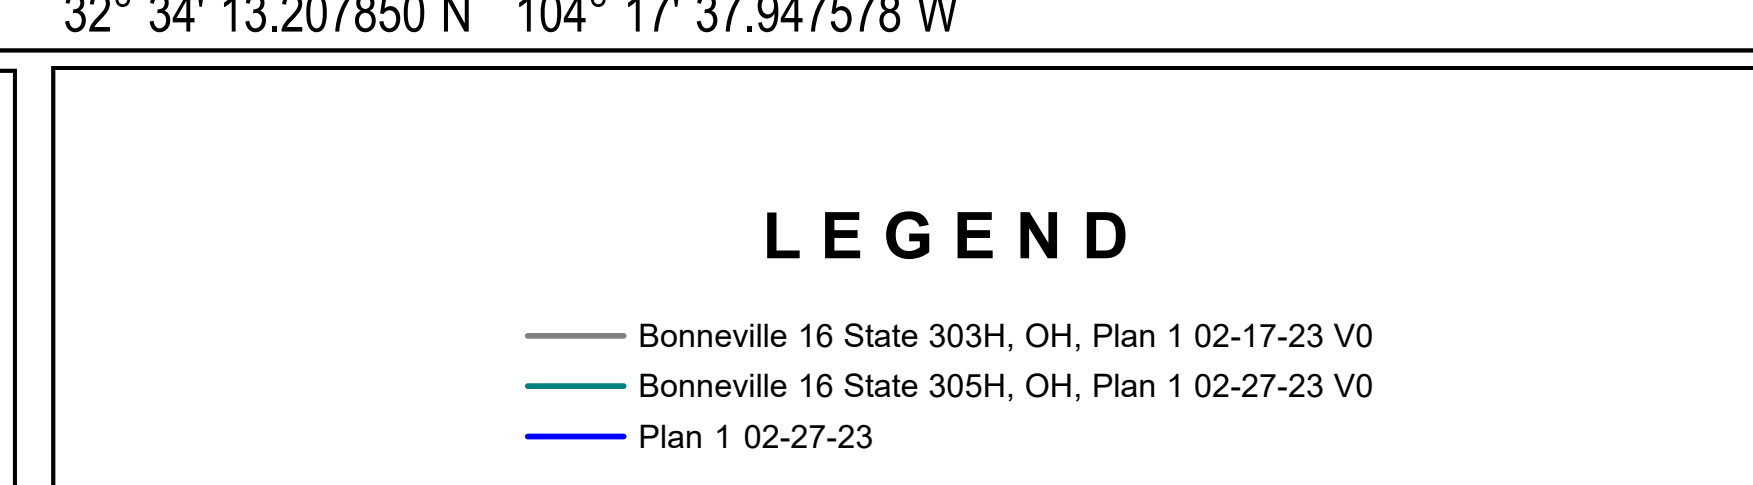 32° 34' 13.207850 N 104° 17' 37.947578 W
L E G E N D
Bonneville 16 State 303H, OH, Plan 1 02-17-23 V0
Bonneville 16 State 305H, OH, Plan 1 02-27-23 V0
Plan 1 02-27-23